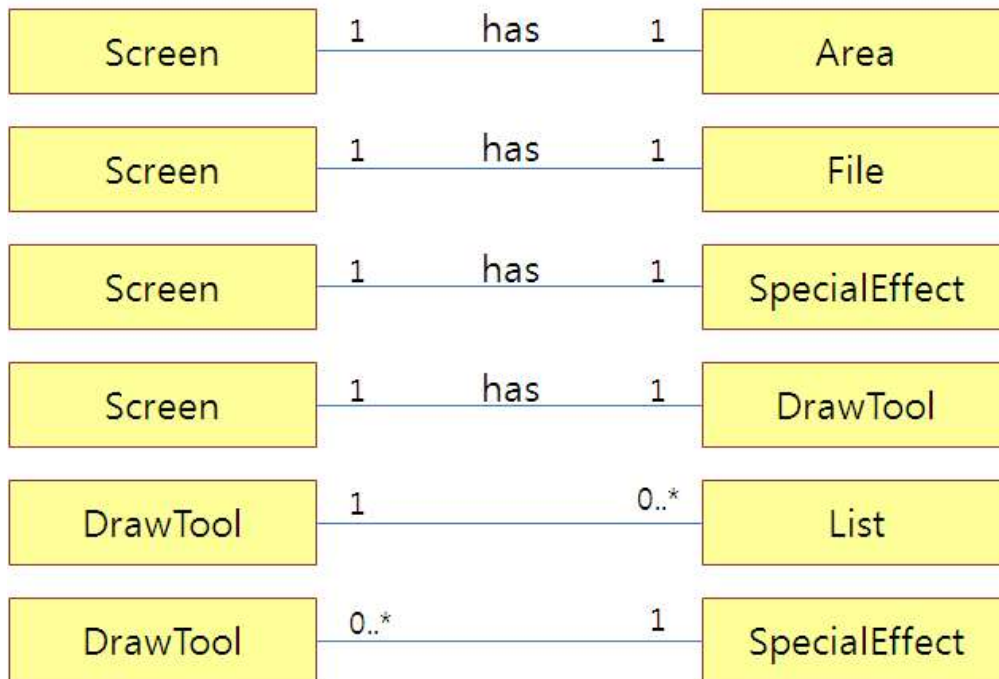 Screen 1 has 1 Area
Screen 1 has 1 File
Screen 1 has 1 SpecialEffect
Screen 1 has 1 DrawTool
DrawTool 1 0..* List
DrawTool 0..* 1 SpecialEffect